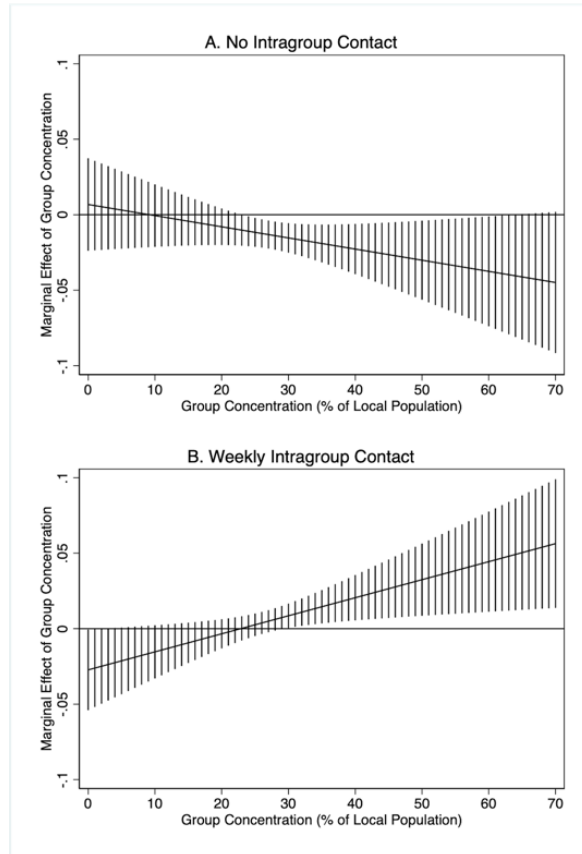 A. No Intragroup Contact
Marginal Effect of Group Concentration
.1
.05
0
-.05
-.1
0 10 20 30 40 50 60 70
Group Concentration (% of Local Population)
B. Weekly Intragroup Contact
Marginal Effect of Group Concentration
.1
.05
0
-.05
-.1
0 10 20 30 40 50 60 70
Group Concentration (% of Local Population)